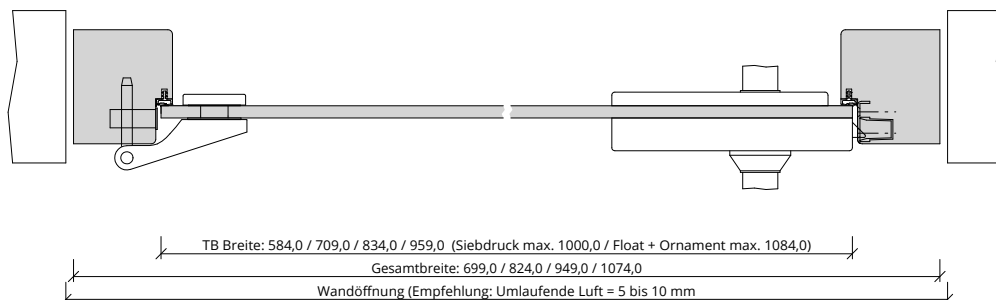 TB Breite: 584,0 / 709,0 / 834,0 / 959,0 (Siebdruck max. 1000,0 / Float + Ornament max. 1084,0)
Gesamtbreite: 699,0 / 824,0 / 949,0 / 1074,0
Wandöffnung (Empfehlung: Umlaufende Luft = 5 bis 10 mm